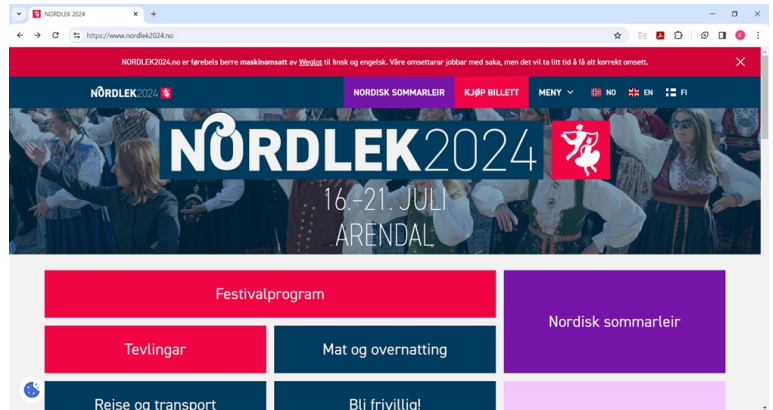 NORDLEK 2024
https://www.nordlek2024.no
NORDLEK2024.no er førebels berre maskinomsatt av Weglot til finsk og engelsk. Våre omsettarar jobbar med saka, men det vil ta litt tid å få alt korrekt omsett.
NORDLEK2024
NORDISK SOMMARLEIR
KJØP BILLETT
MENY
NO
EN
FI
NORDLEK2024
16.–21. JULI
ARENDAL
Festivalprogram
Nordisk sommarleir
Tevlingar
Mat og overnatting
Reise og transport
Bli frivillig!